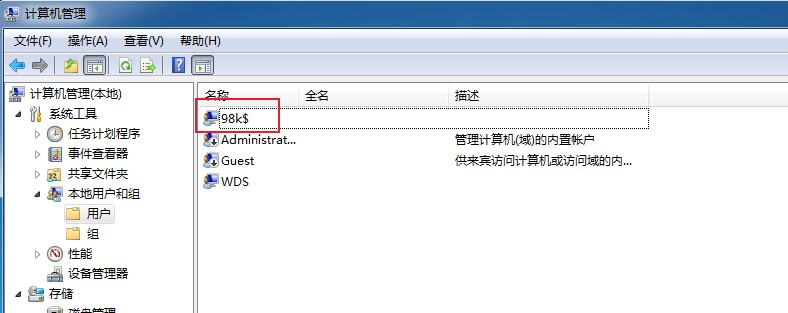 计算机管理
文件(F) 操作(A) 查看(V) 帮助(H)
计算机管理(本地)
系统工具
任务计划程序
事件查看器
共享文件夹
本地用户和组
用户
组
性能
设备管理器
存储
磁盘管理
名称 全名 描述
98k$
Administrat... 管理计算机(域)的内置帐户
Guest 供来宾访问计算机或访问域的内...
WDS